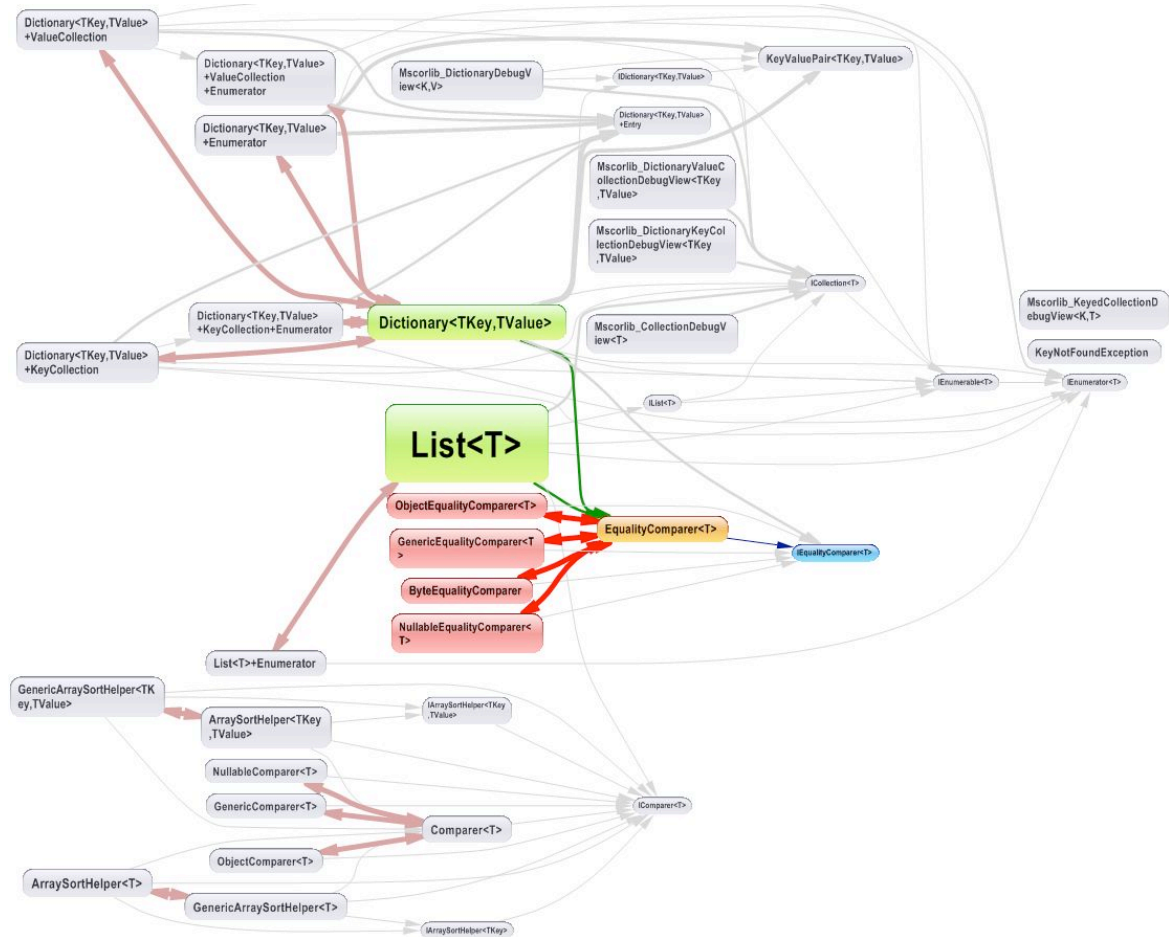 Dictionary<TKey,TValue>
+ValueCollection
Dictionary<TKey,TValue>
+ValueCollection
+Enumerator
Mscorlib_DictionaryDebugVi
ew<K,V>
IDictionary<TKey,TValue>
KeyValuePair<TKey,TValue>
Dictionary<TKey,TValue>
+Enumerator
Dictionary<TKey,TValue>
+Entry
Mscorlib_DictionaryValueC
ollectionDebugView<TKey
,TValue>
Mscorlib_DictionaryKeyCol
lectionDebugView<TKey
,TValue>
ICollection<T>
Dictionary<TKey,TValue>
+KeyCollection+Enumerator
Dictionary<TKey,TValue>
Mscorlib_CollectionDebugV
iew<T>
Mscorlib_KeyedCollectionD
ebugView<K,T>
Dictionary<TKey,TValue>
+KeyCollection
KeyNotFoundException
IEnumerable<T>
IEnumerator<T>
IList<T>
List<T>
ObjectEqualityComparer<T>
EqualityComparer<T>
GenericEqualityComparer<T
>
IEqualityComparer<T>
ByteEqualityComparer
NullableEqualityComparer<
T>
List<T>+Enumerator
GenericArraySortHelper<TK
ey,TValue>
ArraySortHelper<TKey
,TValue>
IArraySortHelper<TKey
,TValue>
NullableComparer<T>
GenericComparer<T>
IComparer<T>
Comparer<T>
ObjectComparer<T>
ArraySortHelper<T>
GenericArraySortHelper<T>
IArraySortHelper<TKey>